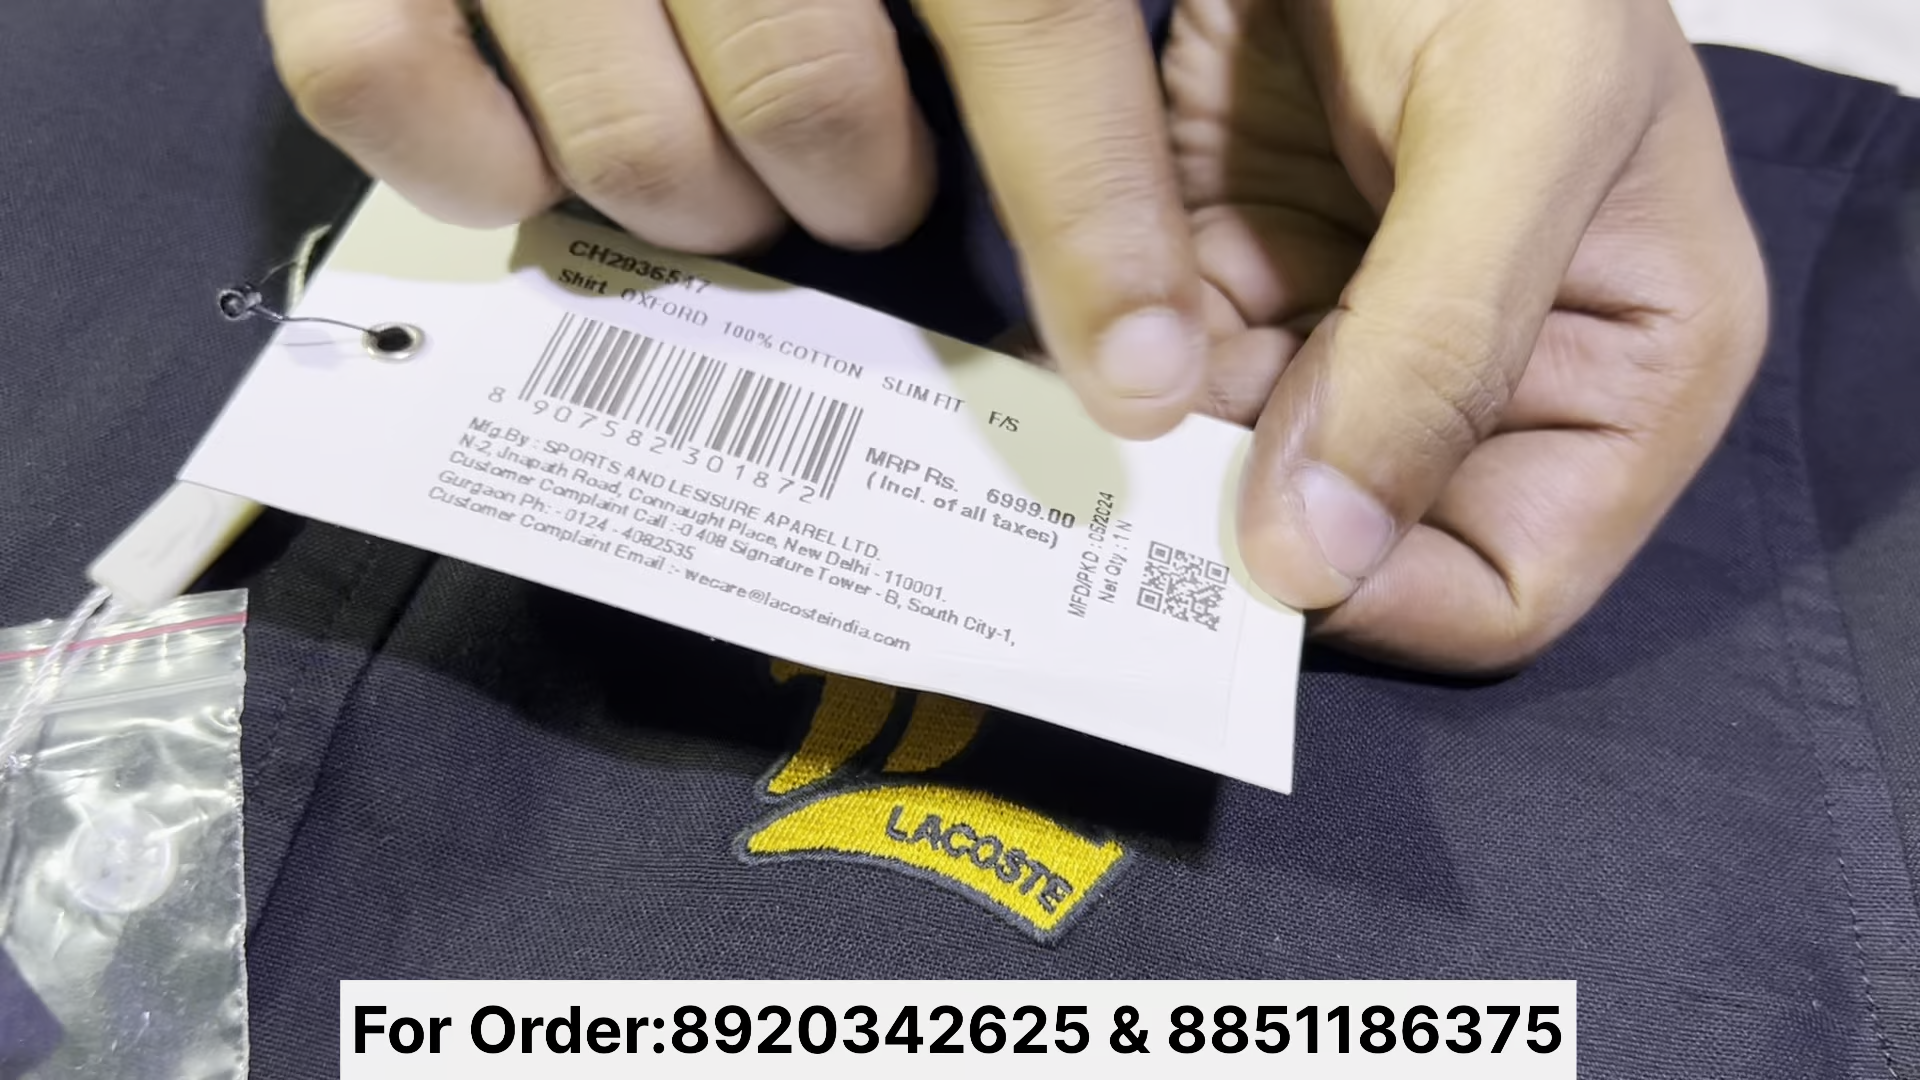 CH2936547
Shirt OXFORD 100% COTTON SLIM FIT F/S
8 907582 301872
MRP Rs. 6999.00
(Incl. of all taxes)
Mfg.By : SPORTS AND LESISURE APAREL LTD.
N-2, Jnapath Road, Connaught Place, New Delhi - 110001.
Customer Complaint Call :-0 408 Signature Tower - B, South City-1,
Gurgaon Ph: - 0124 - 4082535
Customer Complaint Email :- wecare@lacosteindia.com
MFD/PKD : 05/2024
Net Qty : 1 N
LACOSTE
For Order:8920342625 & 8851186375